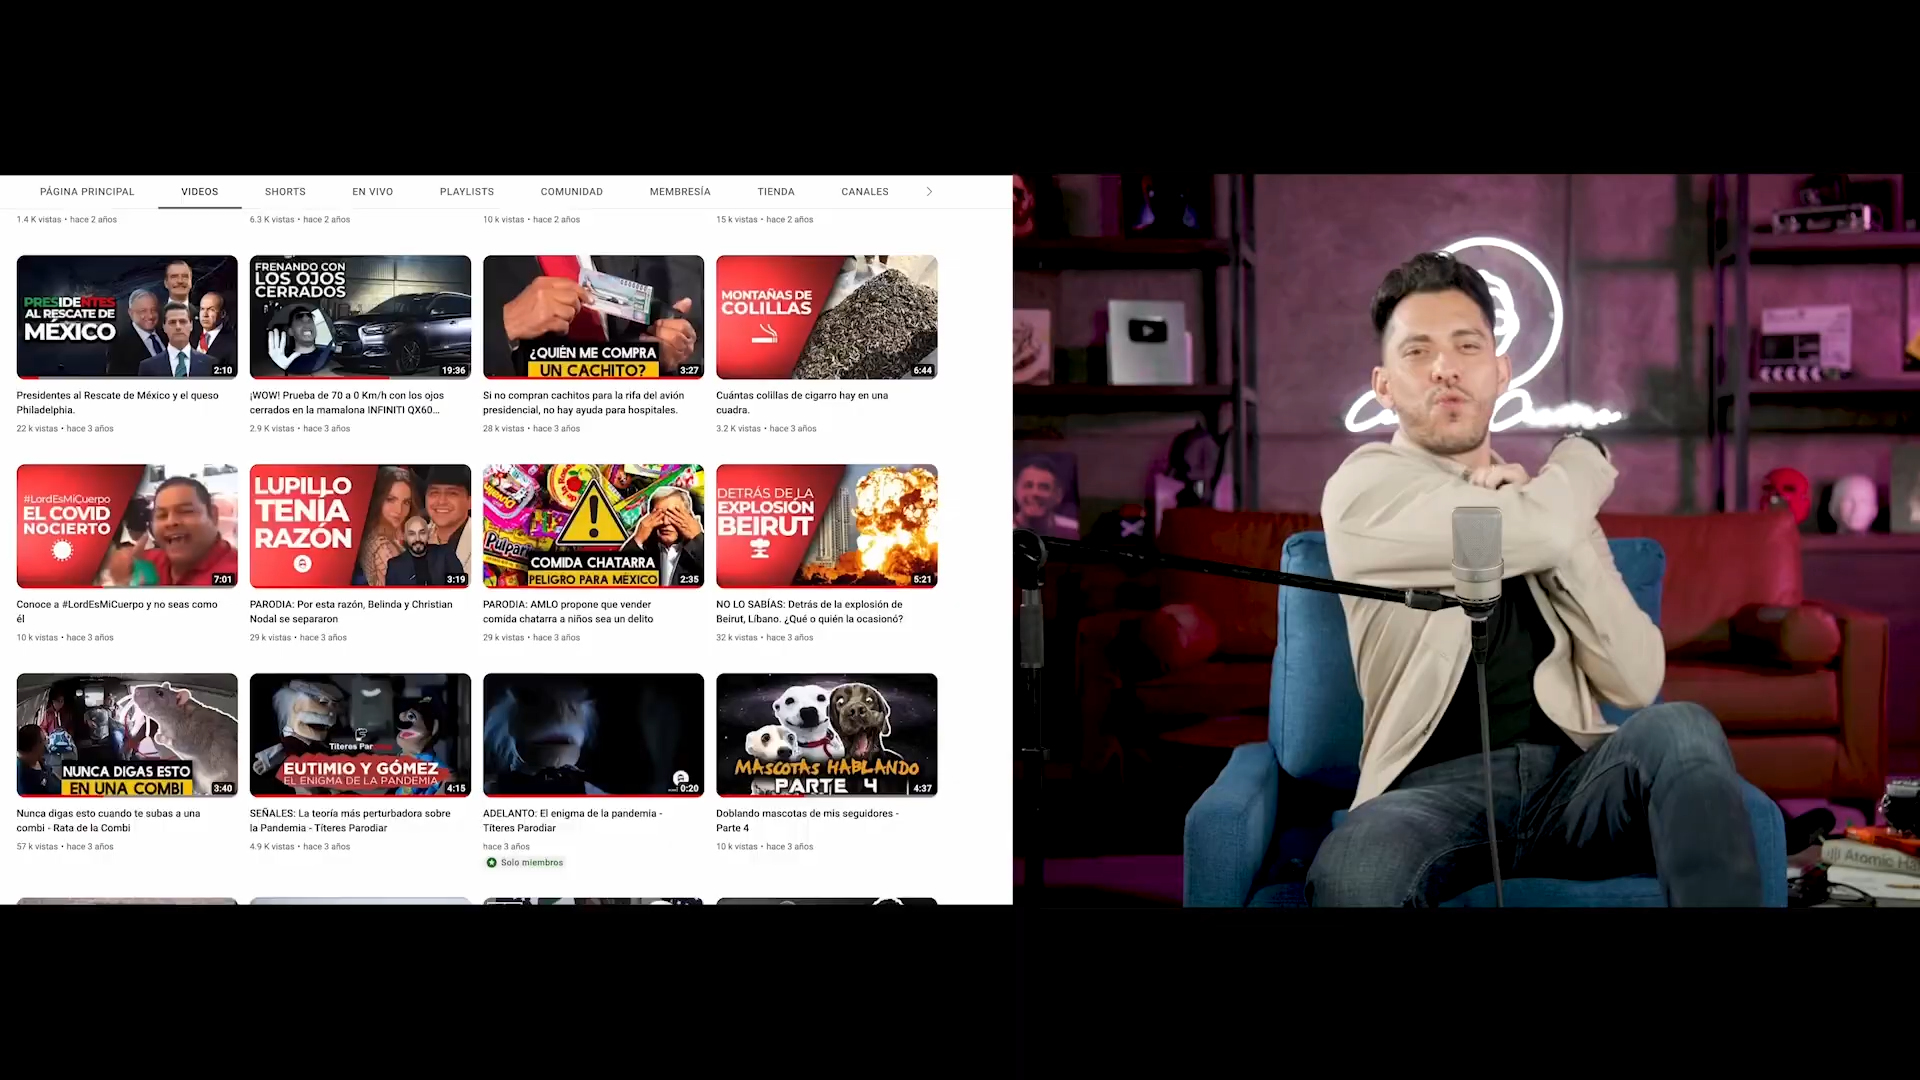 PÁGINA PRINCIPAL VIDEOS SHORTS EN VIVO PLAYLISTS COMUNIDAD MEMBRESÍA TIENDA CANALES
1.4 K vistas • hace 2 años
6.3 K vistas • hace 2 años
10 k vistas • hace 2 años
15 k vistas • hace 2 años
PRESIDENTES
AL RESCATE DE
MÉXICO
2:10
Presidentes al Rescate de México y el queso
Philadelphia.
22 k vistas • hace 3 años
FRENANDO CON
LOS OJOS
CERRADOS
19:36
¡WOW! Prueba de 70 a 0 Km/h con los ojos
cerrados en la mamalona INFINITI QX60...
2.9 K vistas • hace 3 años
¿QUIÉN ME COMPRA
UN CACHITO?
3:27
Si no compran cachitos para la rifa del avión
presidencial, no hay ayuda para hospitales.
28 k vistas • hace 3 años
MONTAÑAS DE
COLILLAS
6:44
Cuántas colillas de cigarro hay en una
cuadra.
3.2 K vistas • hace 3 años
#LordEsMiCuerpo
EL COVID
NOCIERTO
7:01
Conoce a #LordEsMiCuerpo y no seas como
él
10 k vistas • hace 3 años
LUPILLO
TENÍA
RAZÓN
3:19
PARODIA: Por esta razón, Belinda y Christian
Nodal se separaron
29 k vistas • hace 3 años
Pulpar
COMIDA CHATARRA
PELIGRO PARA MÉXICO
2:35
PARODIA: AMLO propone que vender
comida chatarra a niños sea un delito
29 k vistas • hace 3 años
DETRÁS DE LA
EXPLOSIÓN
BEIRUT
5:21
NO LO SABÍAS: Detrás de la explosión de
Beirut, Líbano. ¿Qué o quién la ocasionó?
32 k vistas • hace 3 años
NUNCA DIGAS ESTO
EN UNA COMBI
3:40
Nunca digas esto cuando te subas a una
combi - Rata de la Combi
57 k vistas • hace 3 años
Títeres Parodiar
EUTIMIO Y GÓMEZ
EL ENIGMA DE LA PANDEMIA
4:15
SEÑALES: La teoría más perturbadora sobre
la Pandemia - Títeres Parodiar
4.9 K vistas • hace 3 años
0:20
ADELANTO: El enigma de la pandemia -
Títeres Parodiar
hace 3 años
Solo miembros
MASCOTAS HABLANDO
PARTE 4
4:37
Doblando mascotas de mis seguidores -
Parte 4
10 k vistas • hace 3 años
Atomic Ha